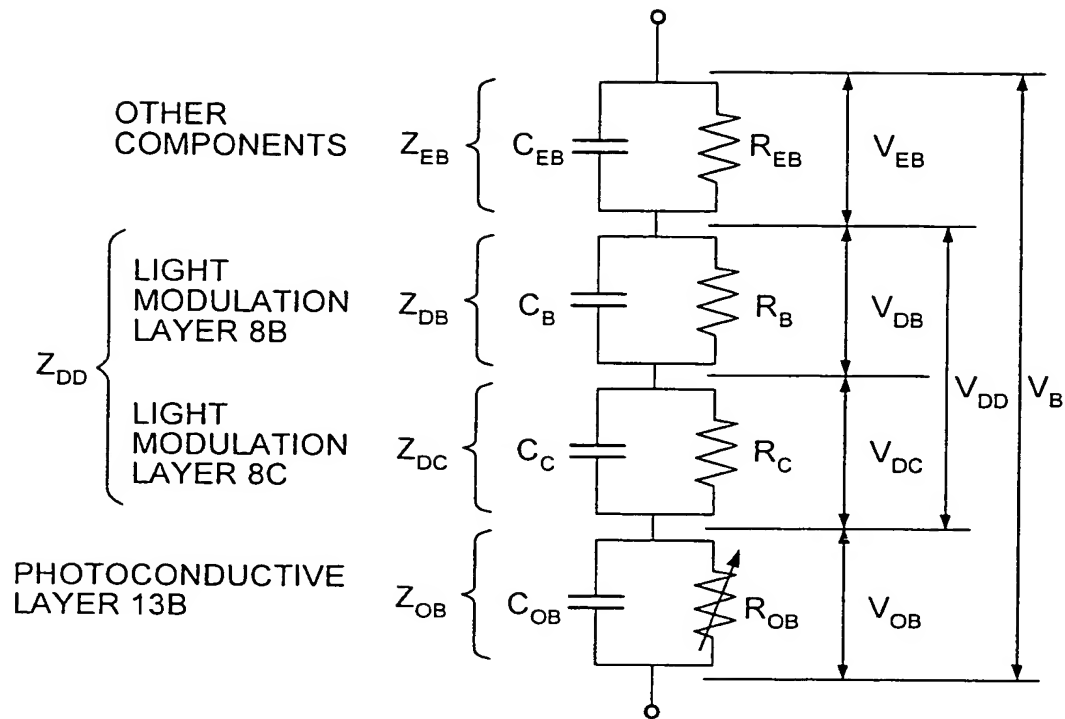 OTHER
COMPONENTS
Z_EB
C_EB
R_EB
V_EB
Z_DD
LIGHT
MODULATION
LAYER 8B
Z_DB
C_B
R_B
V_DB
LIGHT
MODULATION
LAYER 8C
Z_DC
C_C
R_C
V_DC
V_DD
V_B
PHOTOCONDUCTIVE
LAYER 13B
Z_OB
C_OB
R_OB
V_OB